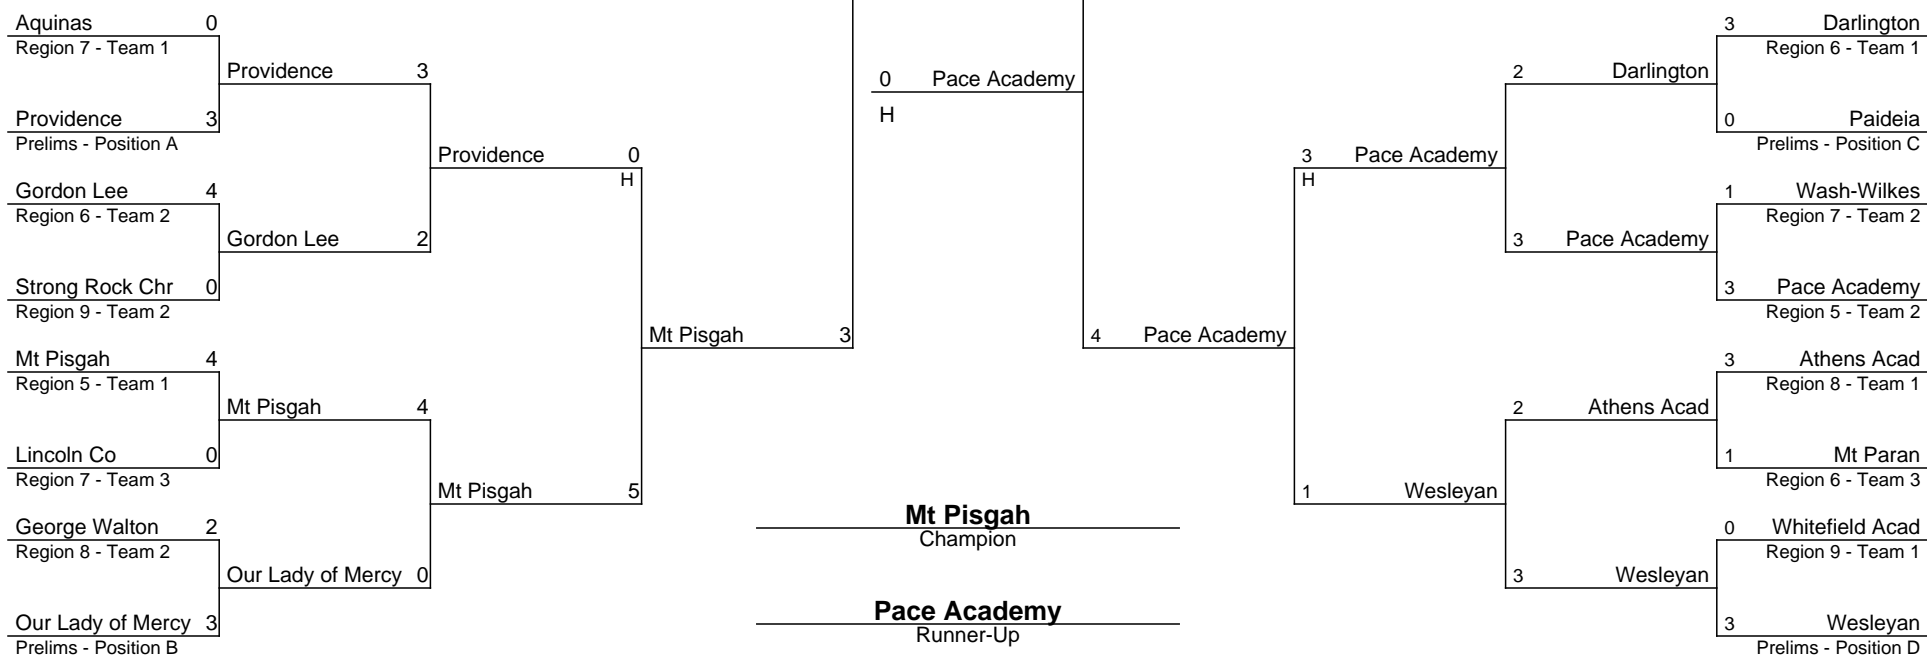 Aquinas 0
Region 7 - Team 1
Providence 3
Providence 3
Prelims - Position A
Providence 0
H
Gordon Lee 4
Region 6 - Team 2
Gordon Lee 2
Strong Rock Chr 0
Region 9 - Team 2
Mt Pisgah 3
Mt Pisgah 4
Region 5 - Team 1
Mt Pisgah 4
Lincoln Co 0
Region 7 - Team 3
Mt Pisgah 5
George Walton 2
Region 8 - Team 2
Our Lady of Mercy 0
Our Lady of Mercy 3
Prelims - Position B
0 Pace Academy
H
Mt Pisgah
Champion
Pace Academy
Runner-Up
3 Darlington
Region 6 - Team 1
2 Darlington
0 Paideia
Prelims - Position C
3 Pace Academy
H
1 Wash-Wilkes
Region 7 - Team 2
3 Pace Academy
3 Pace Academy
Region 5 - Team 2
4 Pace Academy
3 Athens Acad
Region 8 - Team 1
2 Athens Acad
1 Mt Paran
Region 6 - Team 3
1 Wesleyan
0 Whitefield Acad
Region 9 - Team 1
3 Wesleyan
3 Wesleyan
Prelims - Position D